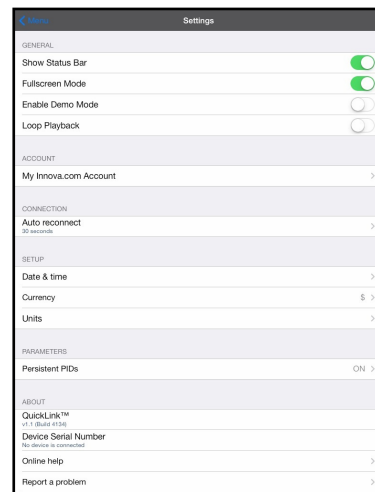 Menu
Settings
GENERAL
Show Status Bar
Fullscreen Mode
Enable Demo Mode
Loop Playback
ACCOUNT
My Innova.com Account
CONNECTION
Auto reconnect
30 seconds
SETUP
Date & time
Currency $
Units
PARAMETERS
Persistent PIDs ON
ABOUT
QuickLink™
v1.1 (Build #134)
Device Serial Number
No device is connected
Online help
Report a problem